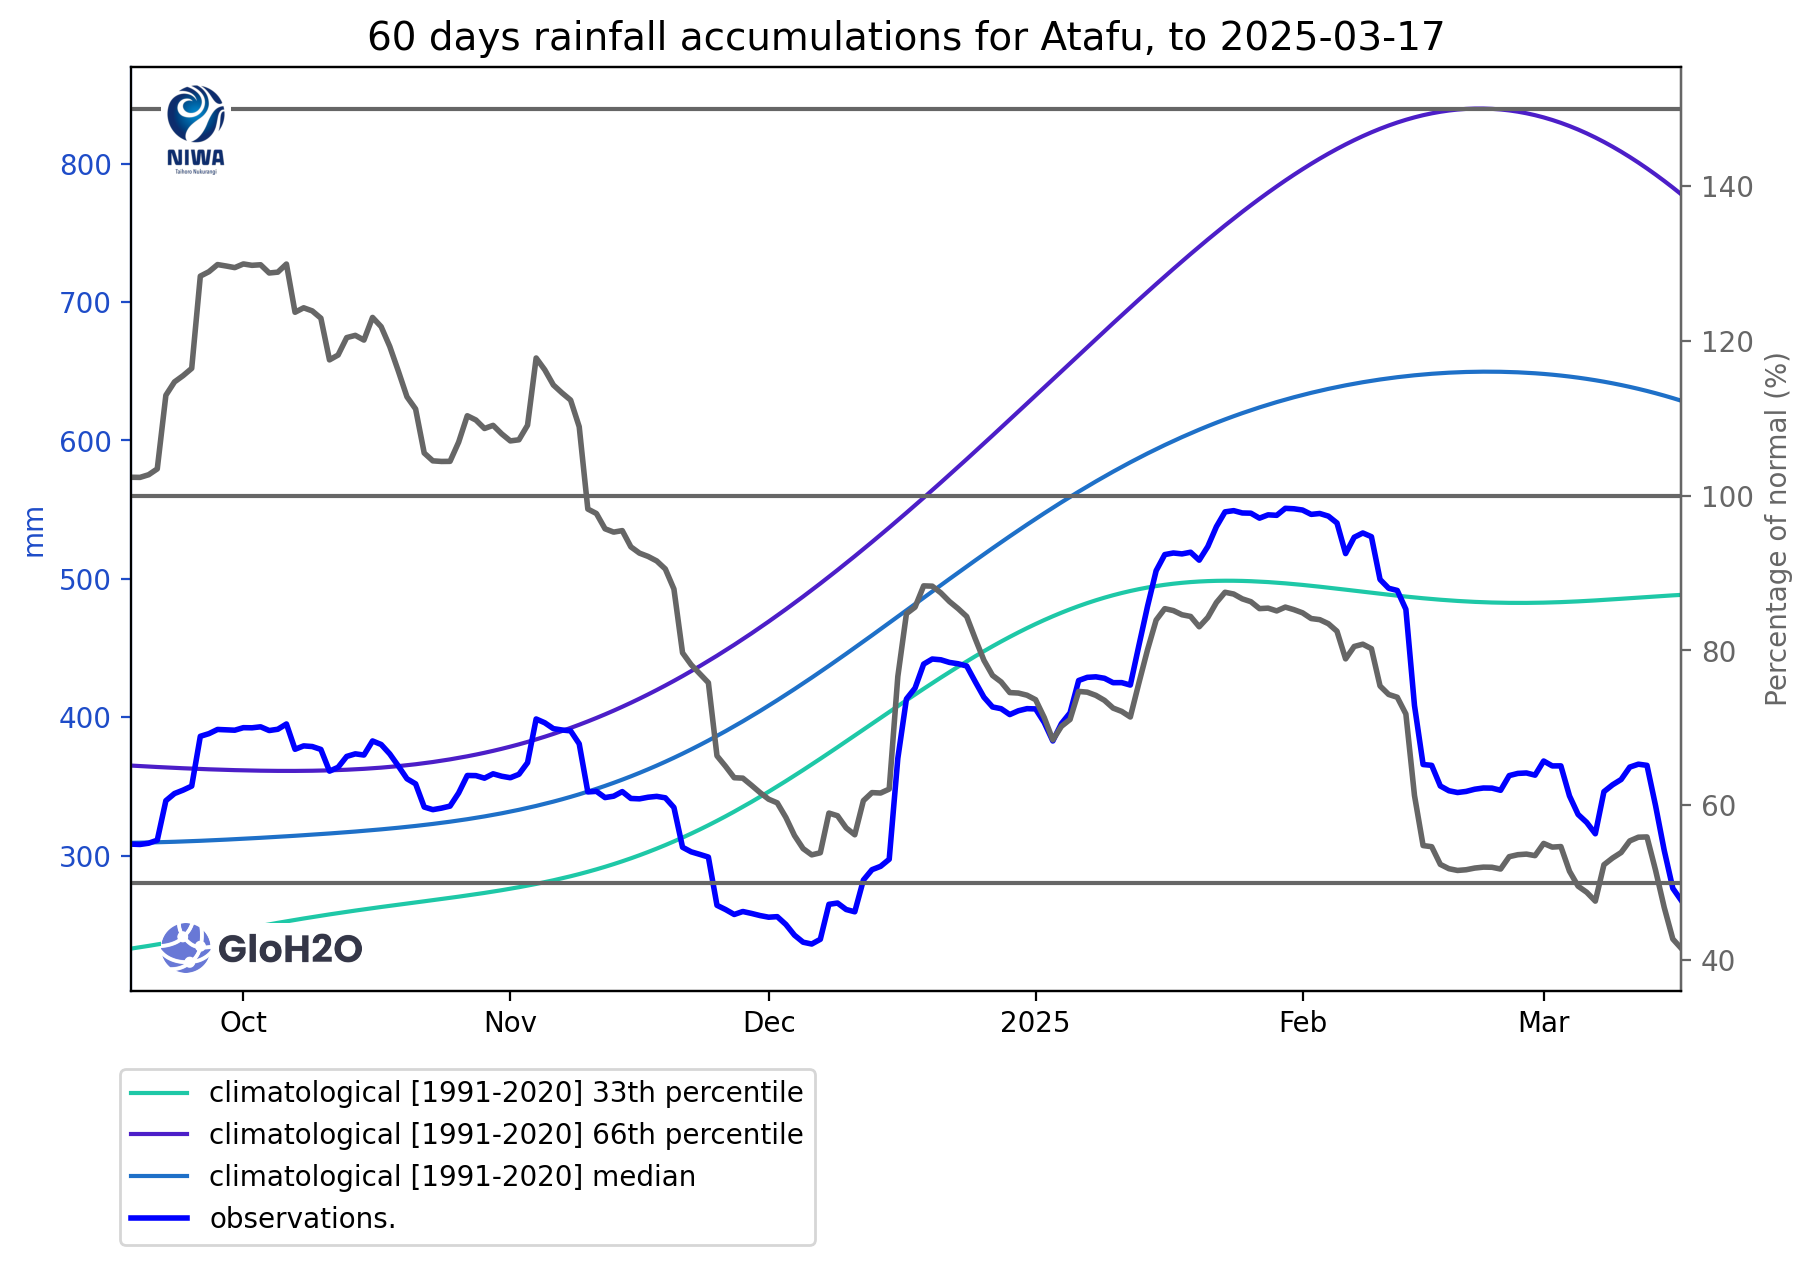 60 days rainfall accumulations for Atafu, to 2025-03-17
NIWA
Taihoro Nukurangi
800
700
600
500
400
300
mm
140
120
100
80
60
40
Percentage of normal (%)
GloH2O
Oct Nov Dec 2025 Feb Mar
climatological [1991-2020] 33th percentile
climatological [1991-2020] 66th percentile
climatological [1991-2020] median
observations.